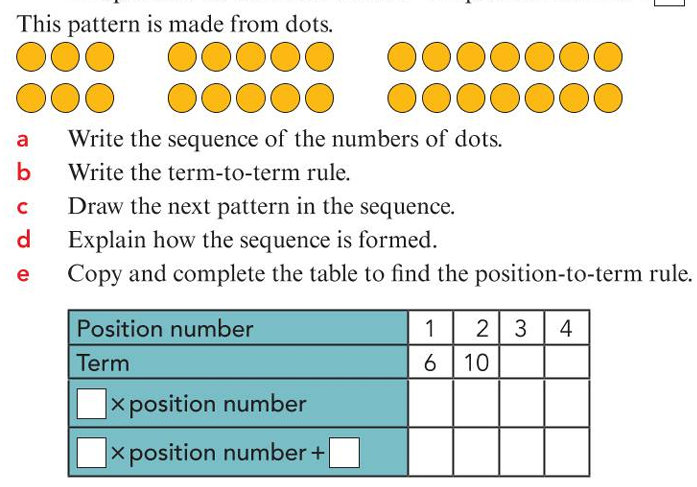 This pattern is made from dots.
a Write the sequence of the numbers of dots.
b Write the term-to-term rule.
c Draw the next pattern in the sequence.
d Explain how the sequence is formed.
e Copy and complete the table to find the position-to-term rule.
Position number 1 2 3 4
Term 6 10
× position number
× position number +